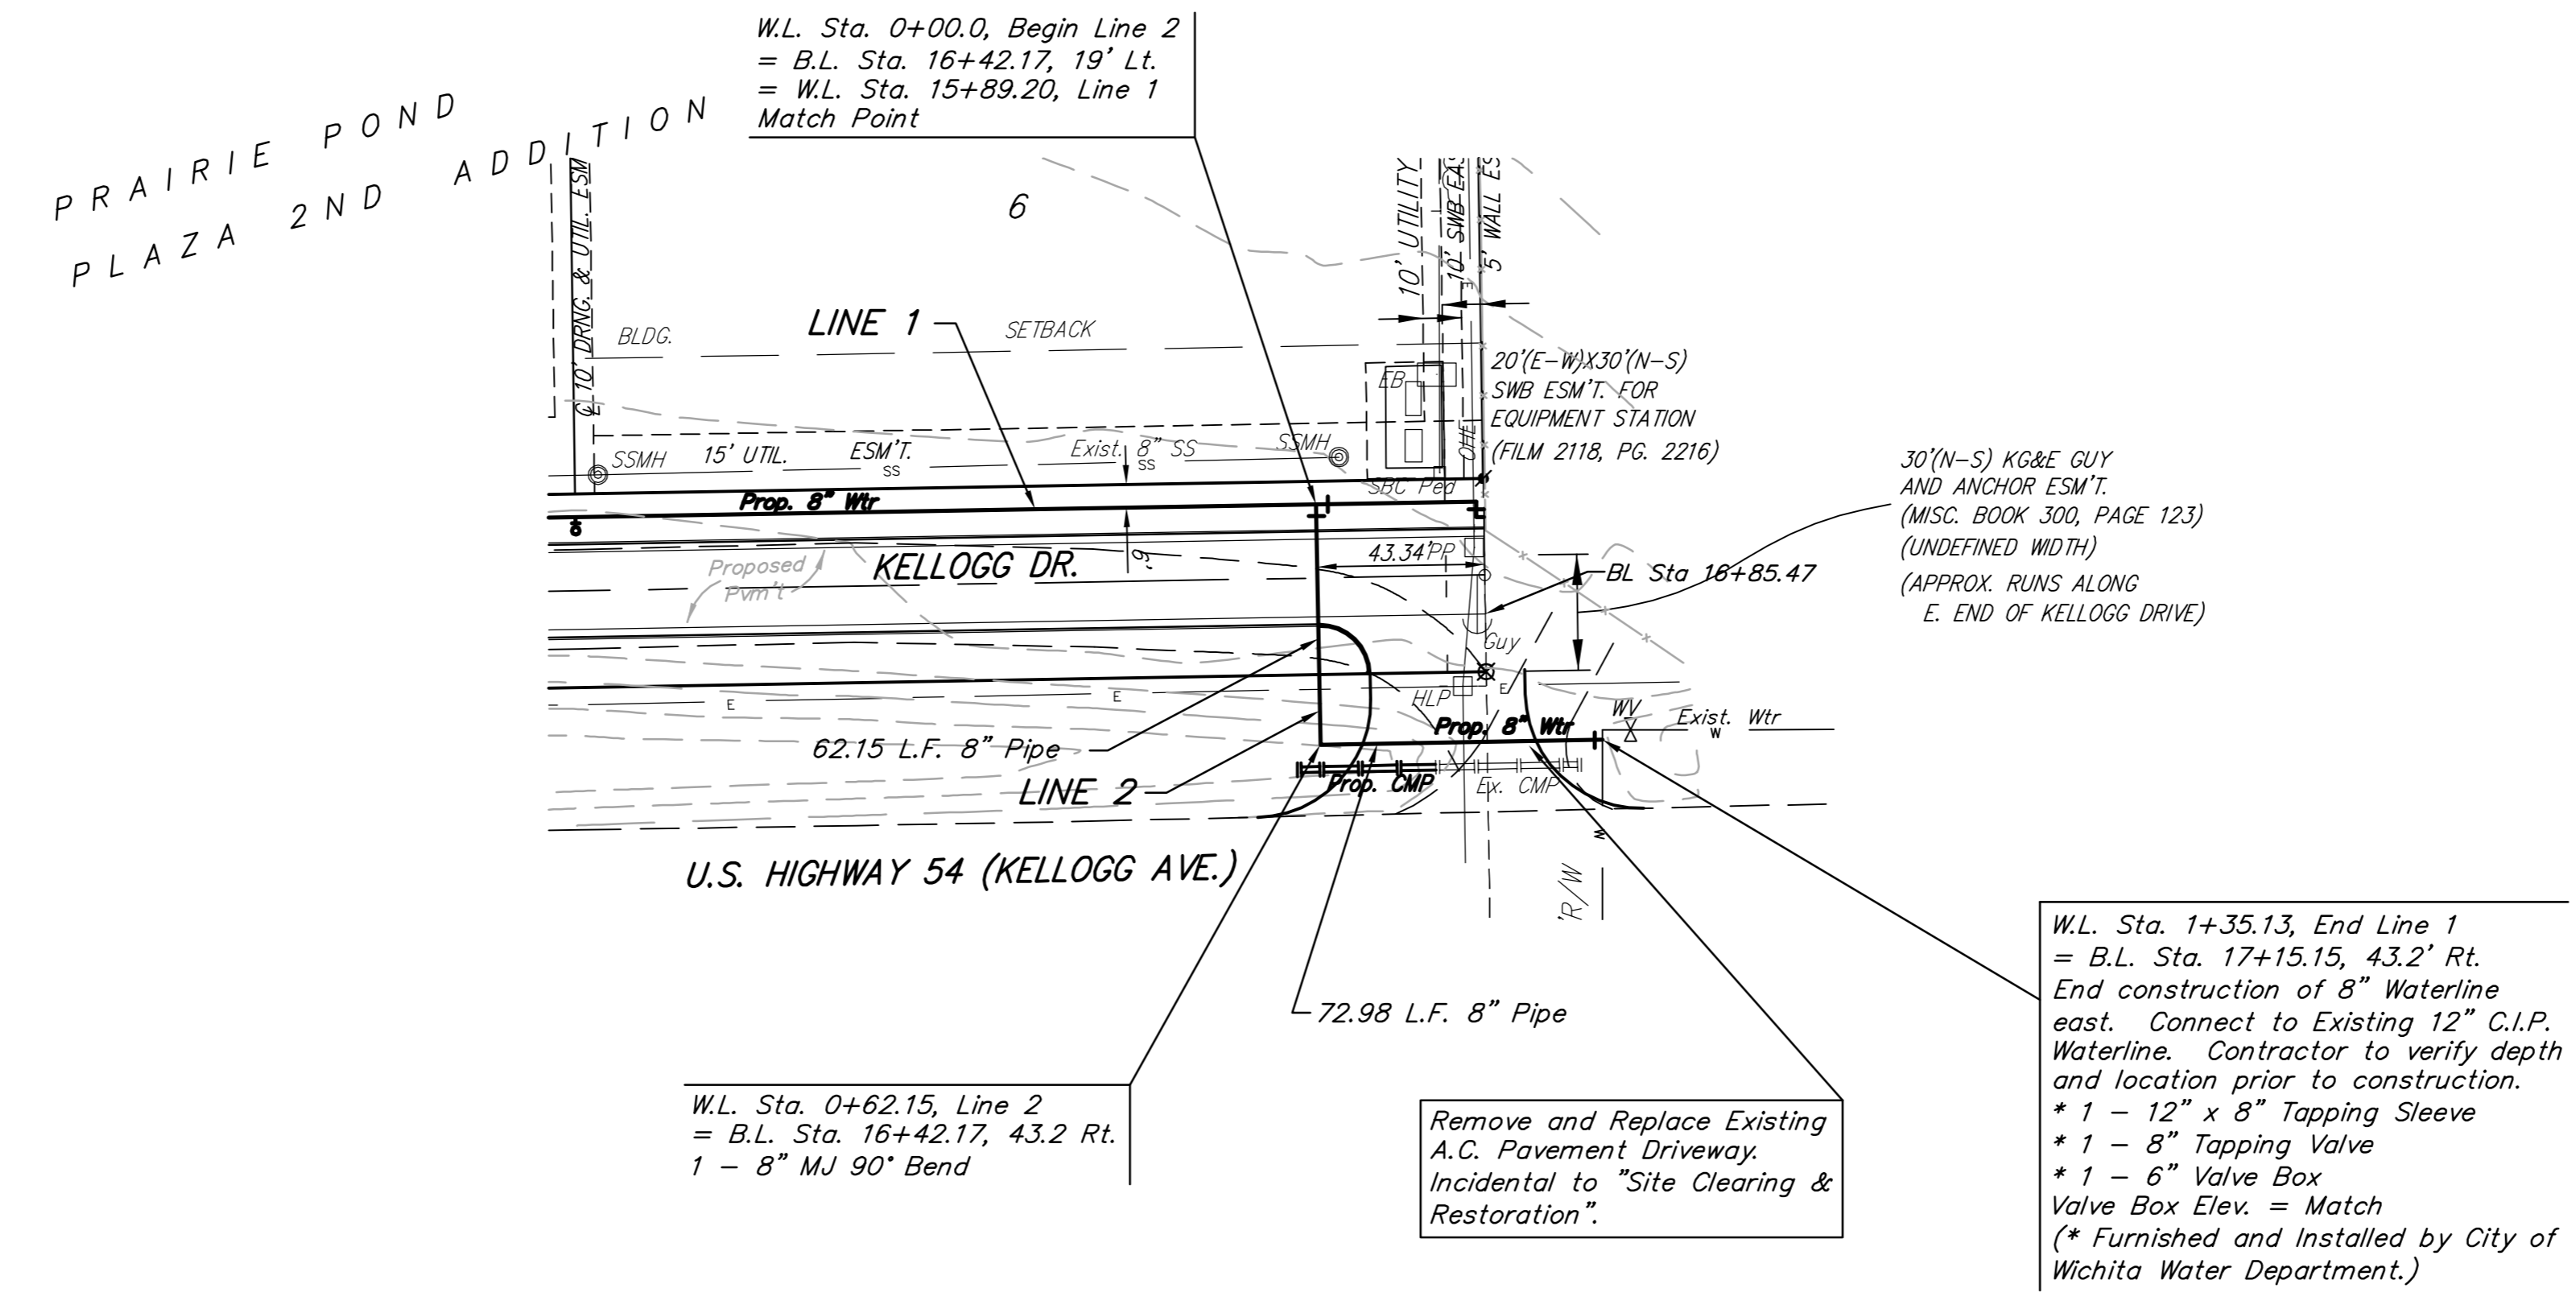 W.L. Sta. 0+00.0, Begin Line 2
= B.L. Sta. 16+42.17, 19' Lt.
= W.L. Sta. 15+89.20, Line 1
Match Point
PRAIRIE POND
PLAZA 2ND ADDITION
℄ 10' DRNG. & UTIL. ESM
6
10' UTILITY
10' SWB EAS
5' WALL ES
E
LINE 1
BLDG.
SETBACK
EB
OHE
20'(E-W)X30'(N-S)
SWB ESM'T. FOR
EQUIPMENT STATION
(FILM 2118, PG. 2216)
SSMH
15' UTIL.
ESM'T.
SS
Exist. 8" SS
SS
SSMH
SBC Ped
30'(N-S) KG&E GUY
AND ANCHOR ESM'T.
(MISC. BOOK 300, PAGE 123)
(UNDEFINED WIDTH)
(APPROX. RUNS ALONG
E. END OF KELLOGG DRIVE)
Prop. 8" Wtr
KELLOGG DR.
Proposed
Pvm't
43.34'
PP
BL Sta 16+85.47
Guy
E
E
E
HLP
Prop. 8" Wtr
WV
Exist. Wtr
W
62.15 L.F. 8" Pipe
LINE 2
Prop. CMP
Ex. CMP
W
U.S. HIGHWAY 54 (KELLOGG AVE.)
'R/W
72.98 L.F. 8" Pipe
W.L. Sta. 0+62.15, Line 2
= B.L. Sta. 16+42.17, 43.2 Rt.
1 - 8" MJ 90° Bend
Remove and Replace Existing
A.C. Pavement Driveway.
Incidental to "Site Clearing &
Restoration".
W.L. Sta. 1+35.13, End Line 1
= B.L. Sta. 17+15.15, 43.2' Rt.
End construction of 8" Waterline
east. Connect to Existing 12" C.I.P.
Waterline. Contractor to verify depth
and location prior to construction.
* 1 - 12" x 8" Tapping Sleeve
* 1 - 8" Tapping Valve
* 1 - 6" Valve Box
Valve Box Elev. = Match
(* Furnished and Installed by City of
Wichita Water Department.)